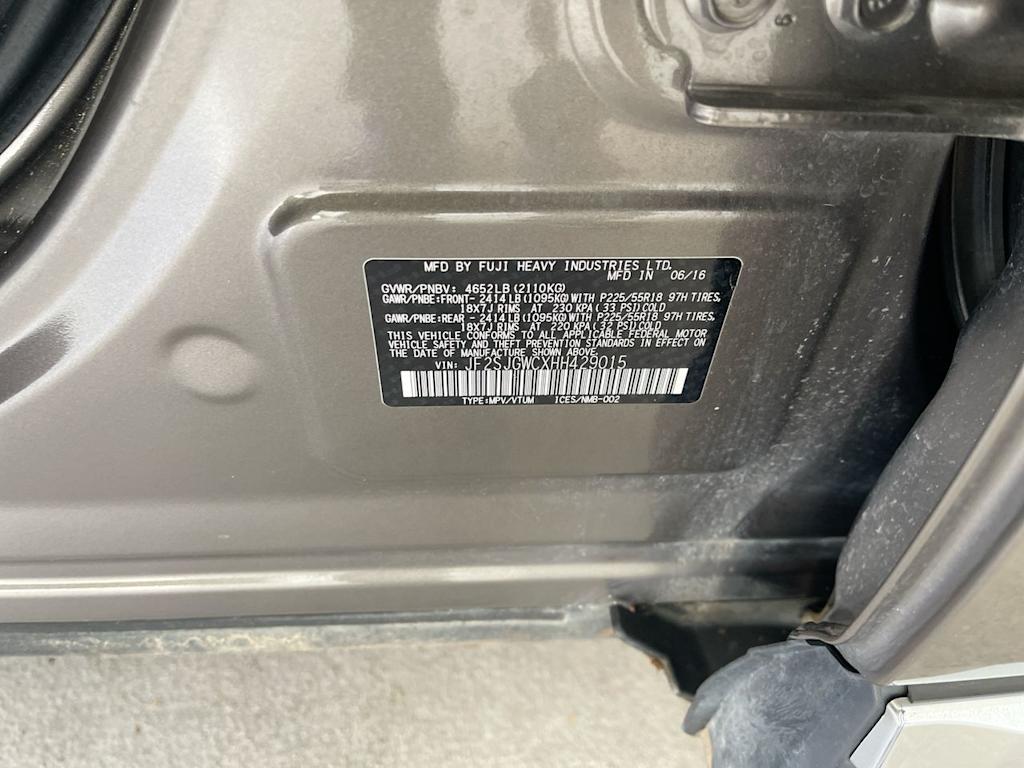 MFD BY FUJI HEAVY INDUSTRIES LTD.
MFD IN 06/16
GVWR/PNBV: 4652LB(2110KG)
GAWR/PNBE:FRONT- 2414LB(1095KG)WITH P225/55R18 97H TIRES,
18X7J RIMS AT 230 KPA(33 PSI)COLD
GAWR/PNBE:REAR - 2414LB(1095KG)WITH P225/55R18 97H TIRES,
18X7J RIMS AT 220 KPA(32 PSI)COLD
THIS VEHICLE CONFORMS TO ALL APPLICABLE FEDERAL MOTOR
VEHICLE SAFETY AND THEFT PREVENTION STANDARDS IN EFFECT ON
THE DATE OF MANUFACTURE SHOWN ABOVE.
VIN: JF2SJGWCXHH429015
TYPE:MPV/VTUM ICES/NMB-002